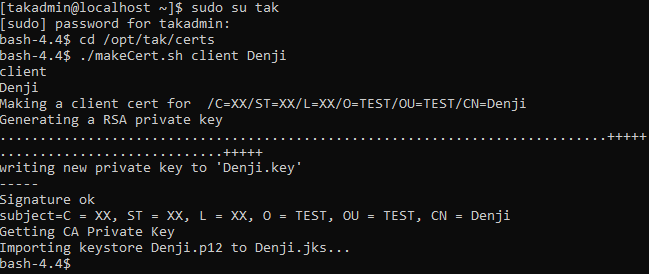 [takadmin@localhost ~]$ sudo su tak
[sudo] password for takadmin:
bash-4.4$ cd /opt/tak/certs
bash-4.4$ ./makeCert.sh client Denji
client
Denji
Making a client cert for  /C=XX/ST=XX/L=XX/O=TEST/OU=TEST/CN=Denji
Generating a RSA private key
............................................................................+++++
............................+++++
writing new private key to 'Denji.key'
-----
Signature ok
subject=C = XX, ST = XX, L = XX, O = TEST, OU = TEST, CN = Denji
Getting CA Private Key
Importing keystore Denji.p12 to Denji.jks...
bash-4.4$